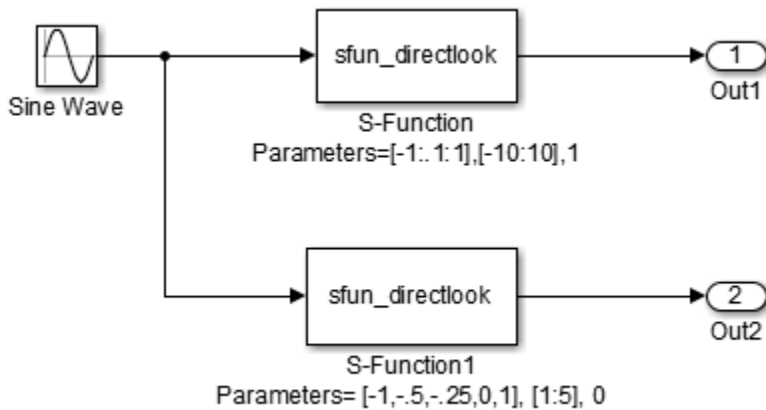 sfun_directlook
1
Sine Wave
Out1
S-Function
Parameters=[-1:.1:1],[-10:10],1
sfun_directlook
2
Out2
S-Function1
Parameters= [-1,-.5,-.25,0,1], [1:5], 0